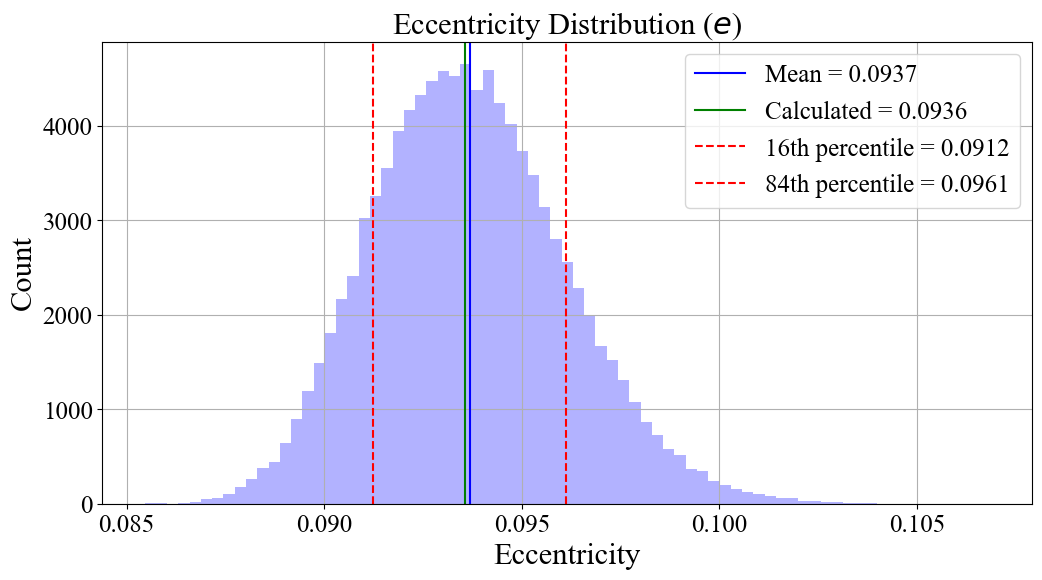 Eccentricity Distribution (e)
Mean = 0.0937
Calculated = 0.0936
16th percentile = 0.0912
84th percentile = 0.0961
Count
4000
3000
2000
1000
0
0.085 0.090 0.095 0.100 0.105
Eccentricity